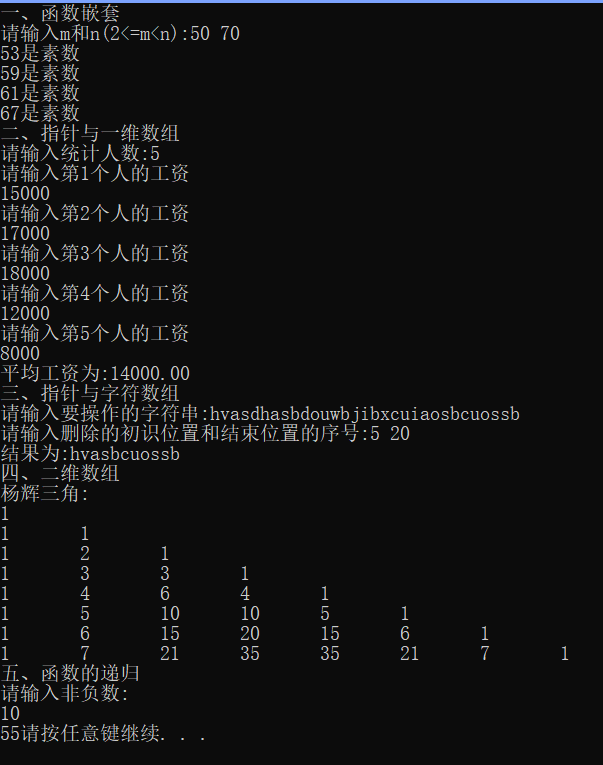 一、函数嵌套
请输入m和n(2<=m<n):50 70
53是素数
59是素数
61是素数
67是素数
二、指针与一维数组
请输入统计人数:5
请输入第1个人的工资
15000
请输入第2个人的工资
17000
请输入第3个人的工资
18000
请输入第4个人的工资
12000
请输入第5个人的工资
8000
平均工资为:14000.00
三、指针与字符数组
请输入要操作的字符串:hvasdhasbdouwbjibxcuiaosbcuossb
请输入删除的初识位置和结束位置的序号:5 20
结果为:hvasbcuossb
四、二维数组
杨辉三角:
1
1 1
1 2 1
1 3 3 1
1 4 6 4 1
1 5 10 10 5 1
1 6 15 20 15 6 1
1 7 21 35 35 21 7 1
五、函数的递归
请输入非负数:
10
55请按任意键继续. . .